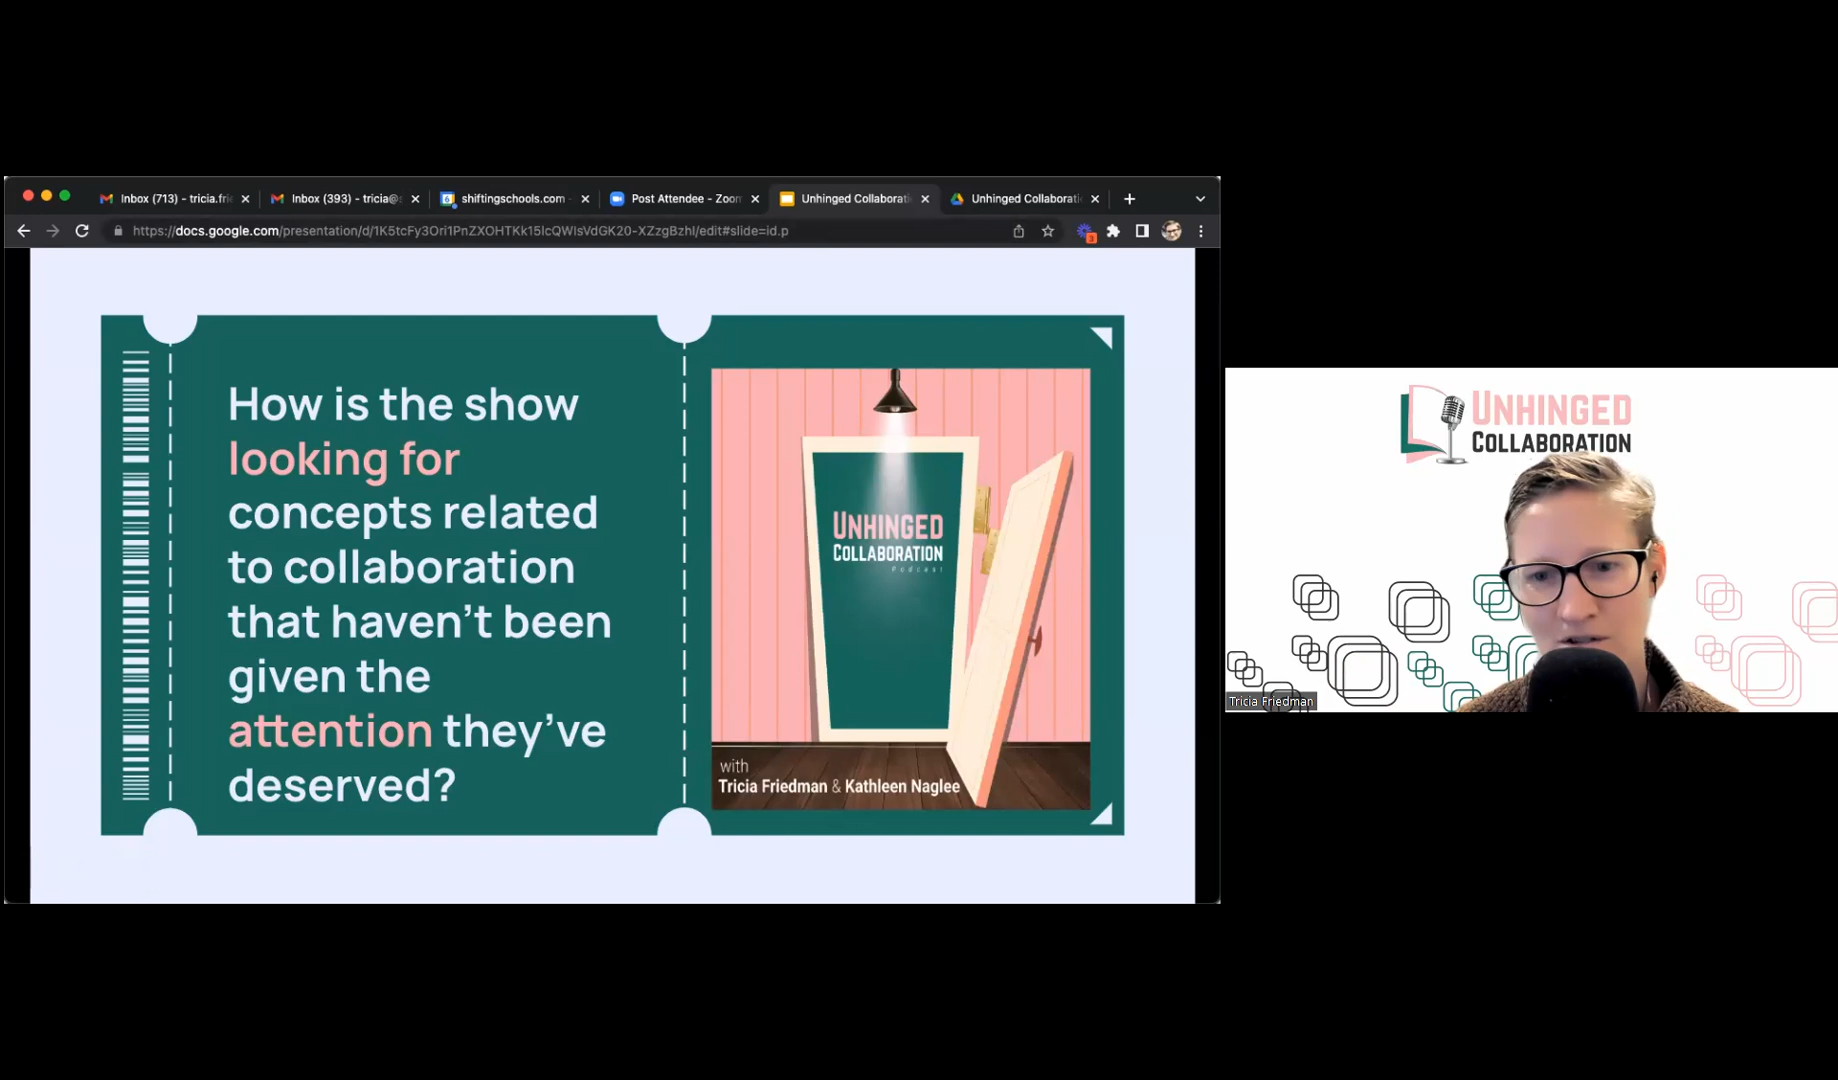 Inbox (713) - tricia.fri
Inbox (393) - tricia@
shiftingschools.com
Post Attendee - Zoom
Unhinged Collaborati
Unhinged Collaborati
https://docs.google.com/presentation/d/1K5tcFy3Ori1PnZXOHTKk15lcQWlsVdGK20-XZzgBzhI/edit#slide=id.p
How is the show
looking for
concepts related
to collaboration
that haven't been
given the
attention they've
deserved?
UNHINGED
COLLABORATION
Podcast
with
Tricia Friedman & Kathleen Naglee
UNHINGED
COLLABORATION
Tricia Friedman